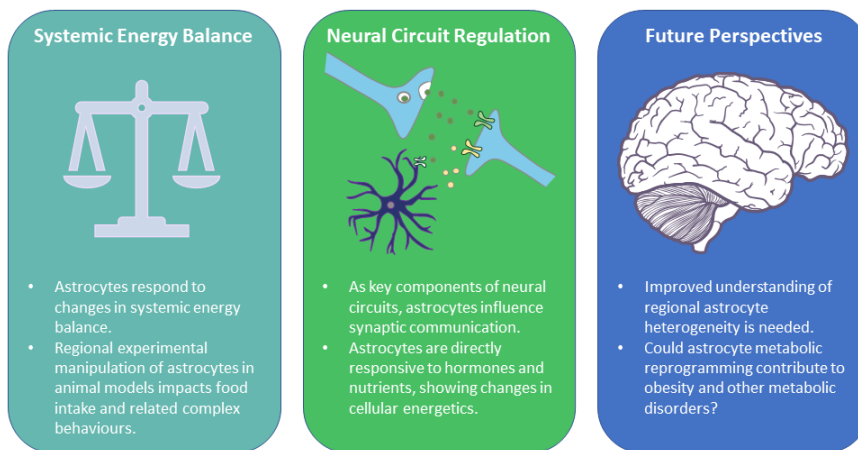 Systemic Energy Balance
• Astrocytes respond to
changes in systemic energy
balance.
• Regional experimental
manipulation of astrocytes in
animal models impacts food
intake and related complex
behaviours.
Neural Circuit Regulation
• As key components of neural
circuits, astrocytes influence
synaptic communication.
• Astrocytes are directly
responsive to hormones and
nutrients, showing changes in
cellular energetics.
Future Perspectives
• Improved understanding of
regional astrocyte
heterogeneity is needed.
• Could astrocyte metabolic
reprogramming contribute to
obesity and other metabolic
disorders?